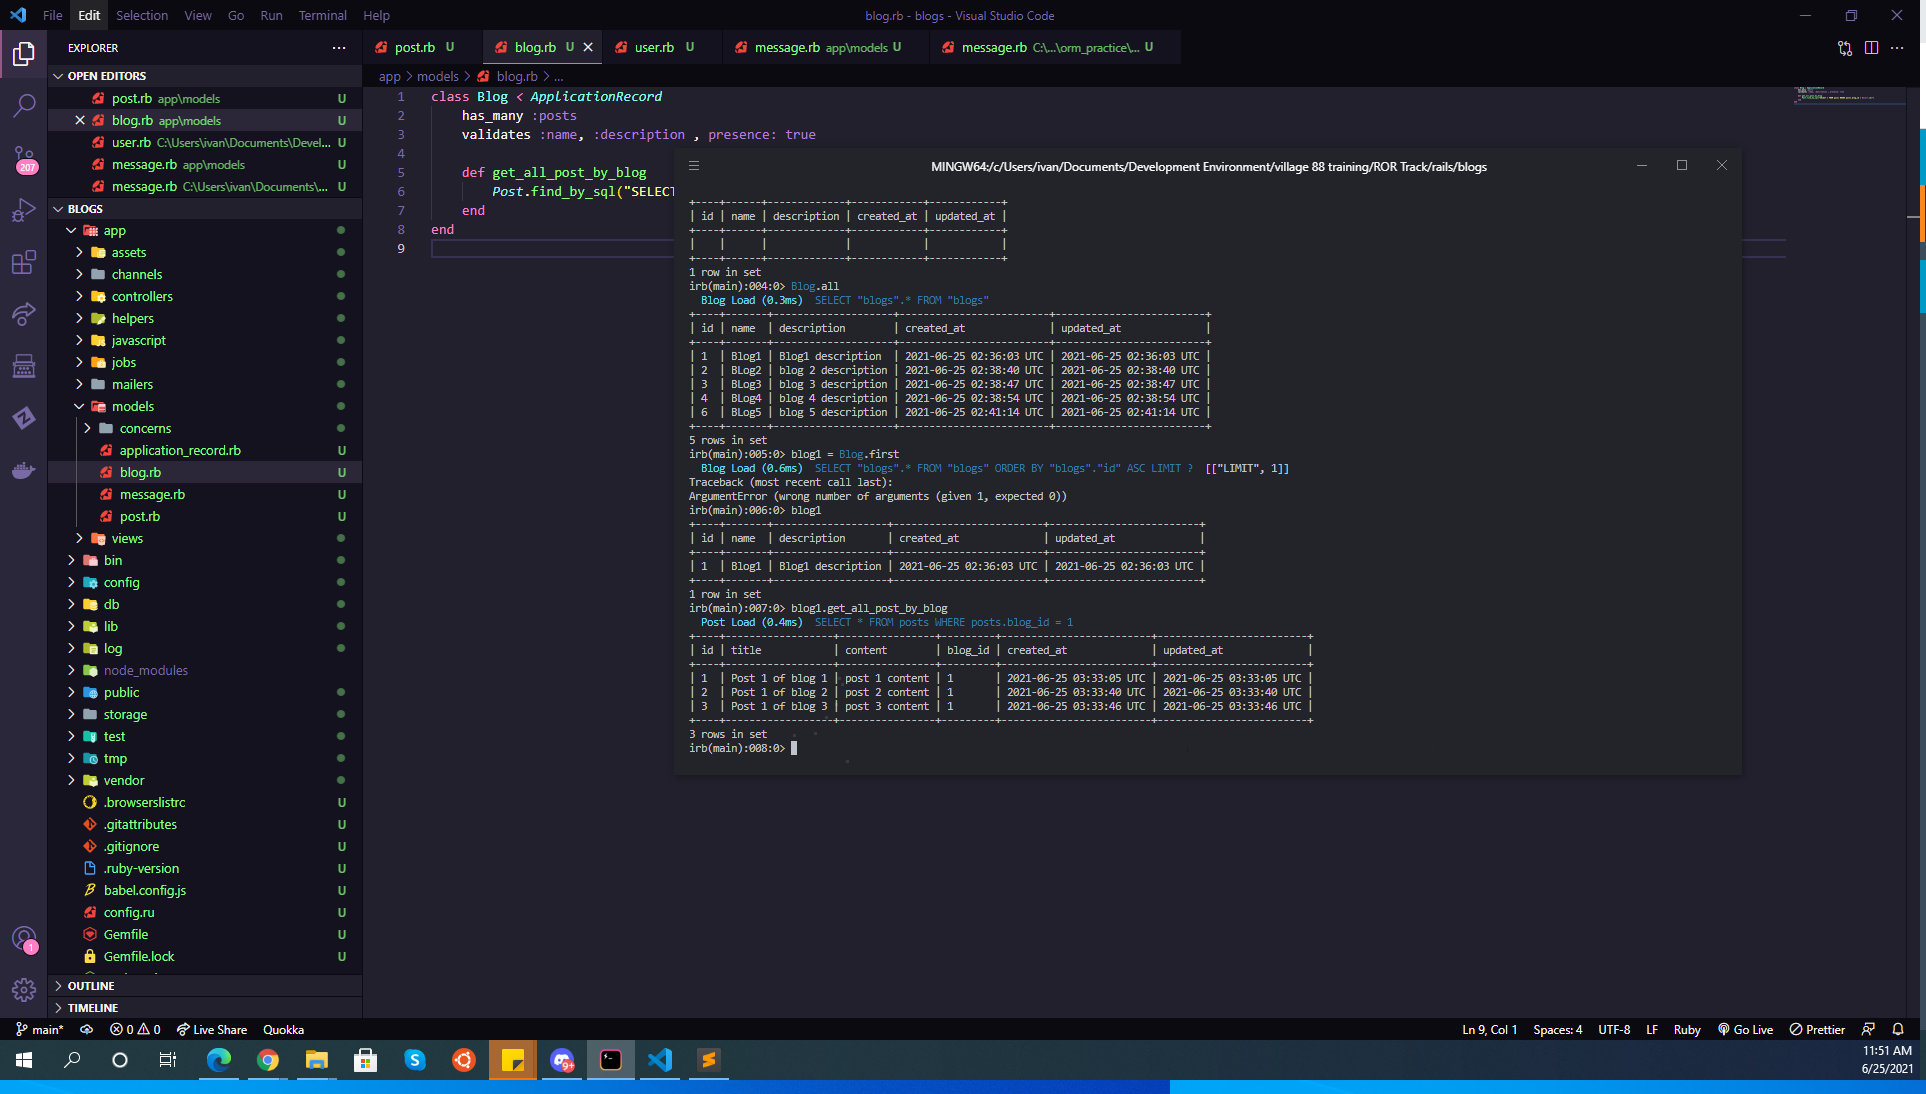 File Edit Selection View Go Run Terminal Help
blog.rb - blogs - Visual Studio Code
EXPLORER
post.rb U
blog.rb U
user.rb U
message.rb app\models U
message.rb C:\...\orm_practice\... U
OPEN EDITORS
post.rb app\models U
blog.rb app\models U
user.rb C:\Users\ivan\Documents\Devel... U
message.rb app\models U
message.rb C:\Users\ivan\Documents\... U
BLOGS
app
assets
channels
controllers
helpers
javascript
jobs
mailers
models
concerns
application_record.rb U
blog.rb U
message.rb U
post.rb U
views
bin
config
db
lib
log
node_modules
public
storage
test
tmp
vendor
.browserslistrc U
.gitattributes U
.gitignore U
.ruby-version U
babel.config.js U
config.ru U
Gemfile U
Gemfile.lock U
OUTLINE
TIMELINE
207
1
app > models > blog.rb > ...
1 class Blog < ApplicationRecord
2 has_many :posts
3 validates :name, :description , presence: true
4
5 def get_all_post_by_blog
6 Post.find_by_sql("SELECT
7 end
8 end
9
MINGW64:/c/Users/ivan/Documents/Development Environment/village 88 training/ROR Track/rails/blogs
+----+------+-------------+------------+------------+
| id | name | description | created_at | updated_at |
+----+------+-------------+------------+------------+
|    |      |             |            |            |
+----+------+-------------+------------+------------+
1 row in set
irb(main):004:0> Blog.all
Blog Load (0.3ms) SELECT "blogs".* FROM "blogs"
+----+-------+--------------------+-------------------------+-------------------------+
| id | name  | description        | created_at              | updated_at              |
+----+-------+--------------------+-------------------------+-------------------------+
| 1  | Blog1 | Blog1 description  | 2021-06-25 02:36:03 UTC | 2021-06-25 02:36:03 UTC |
| 2  | BLog2 | blog 2 description | 2021-06-25 02:38:40 UTC | 2021-06-25 02:38:40 UTC |
| 3  | BLog3 | blog 3 description | 2021-06-25 02:38:47 UTC | 2021-06-25 02:38:47 UTC |
| 4  | BLog4 | blog 4 description | 2021-06-25 02:38:54 UTC | 2021-06-25 02:38:54 UTC |
| 6  | BLog5 | blog 5 description | 2021-06-25 02:41:14 UTC | 2021-06-25 02:41:14 UTC |
+----+-------+--------------------+-------------------------+-------------------------+
5 rows in set
irb(main):005:0> blog1 = Blog.first
Blog Load (0.6ms) SELECT "blogs".* FROM "blogs" ORDER BY "blogs"."id" ASC LIMIT ? [["LIMIT", 1]]
Traceback (most recent call last):
ArgumentError (wrong number of arguments (given 1, expected 0))
irb(main):006:0> blog1
+----+-------+-------------------+-------------------------+-------------------------+
| id | name  | description       | created_at              | updated_at              |
+----+-------+-------------------+-------------------------+-------------------------+
| 1  | Blog1 | Blog1 description | 2021-06-25 02:36:03 UTC | 2021-06-25 02:36:03 UTC |
+----+-------+-------------------+-------------------------+-------------------------+
1 row in set
irb(main):007:0> blog1.get_all_post_by_blog
Post Load (0.4ms) SELECT * FROM posts WHERE posts.blog_id = 1
+----+------------------+----------------+---------+-------------------------+-------------------------+
| id | title            | content        | blog_id | created_at              | updated_at              |
+----+------------------+----------------+---------+-------------------------+-------------------------+
| 1  | Post 1 of blog 1 | post 1 content | 1       | 2021-06-25 03:33:05 UTC | 2021-06-25 03:33:05 UTC |
| 2  | Post 1 of blog 2 | post 2 content | 1       | 2021-06-25 03:33:40 UTC | 2021-06-25 03:33:40 UTC |
| 3  | Post 1 of blog 3 | post 3 content | 1       | 2021-06-25 03:33:46 UTC | 2021-06-25 03:33:46 UTC |
+----+------------------+----------------+---------+-------------------------+-------------------------+
3 rows in set
irb(main):008:0>
main* 0 0 Live Share Quokka
Ln 9, Col 1 Spaces: 4 UTF-8 LF Ruby Go Live Prettier
9+
11:51 AM
6/25/2021